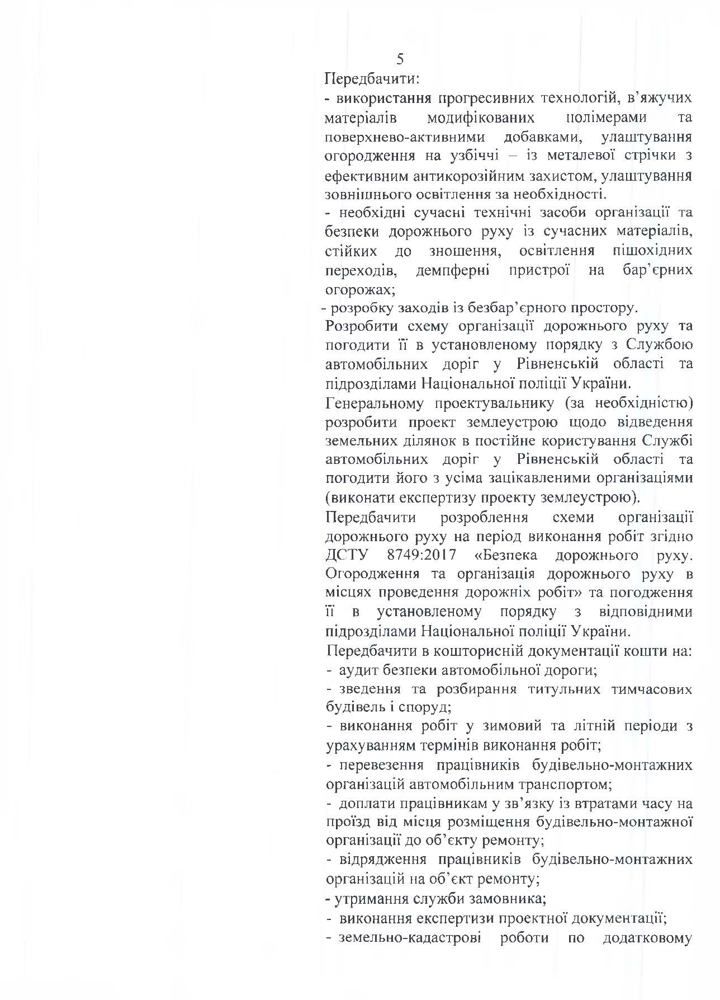 5
Передбачити:
- використання прогресивних технологій, в’яжучих
матеріалів модифікованих полімерами та
поверхнево-активними добавками, улаштування
огородження на узбіччі – із металевої стрічки з
ефективним антикорозійним захистом, улаштування
зовнішнього освітлення за необхідності.
- необхідні сучасні технічні засоби організації та
безпеки дорожнього руху із сучасних матеріалів,
стійких до зношення, освітлення пішохідних
переходів, демпферні пристрої на бар’єрних
огорожах;
- розробку заходів із безбар’єрного простору.
Розробити схему організації дорожнього руху та
погодити її в установленому порядку з Службою
автомобільних доріг у Рівненській області та
підрозділами Національної поліції України.
Генеральному проектувальнику (за необхідністю)
розробити проект землеустрою щодо відведення
земельних ділянок в постійне користування Службі
автомобільних доріг у Рівненській області та
погодити його з усіма зацікавленими організаціями
(виконати експертизу проекту землеустрою).
Передбачити розроблення схеми організації
дорожнього руху на період виконання робіт згідно
ДСТУ 8749:2017 «Безпека дорожнього руху.
Огородження та організація дорожнього руху в
місцях проведення дорожніх робіт» та погодження
її в установленому порядку з відповідними
підрозділами Національної поліції України.
Передбачити в кошторисній документації кошти на:
- аудит безпеки автомобільної дороги;
- зведення та розбирання титульних тимчасових
будівель і споруд;
- виконання робіт у зимовий та літній періоди з
урахуванням термінів виконання робіт;
- перевезення працівників будівельно-монтажних
організацій автомобільним транспортом;
- доплати працівникам у зв’язку із втратами часу на
проїзд від місця розміщення будівельно-монтажної
організації до об’єкту ремонту;
- відрядження працівників будівельно-монтажних
організацій на об’єкт ремонту;
- утримання служби замовника;
- виконання експертизи проектної документації;
- земельно-кадастрові роботи по додатковому